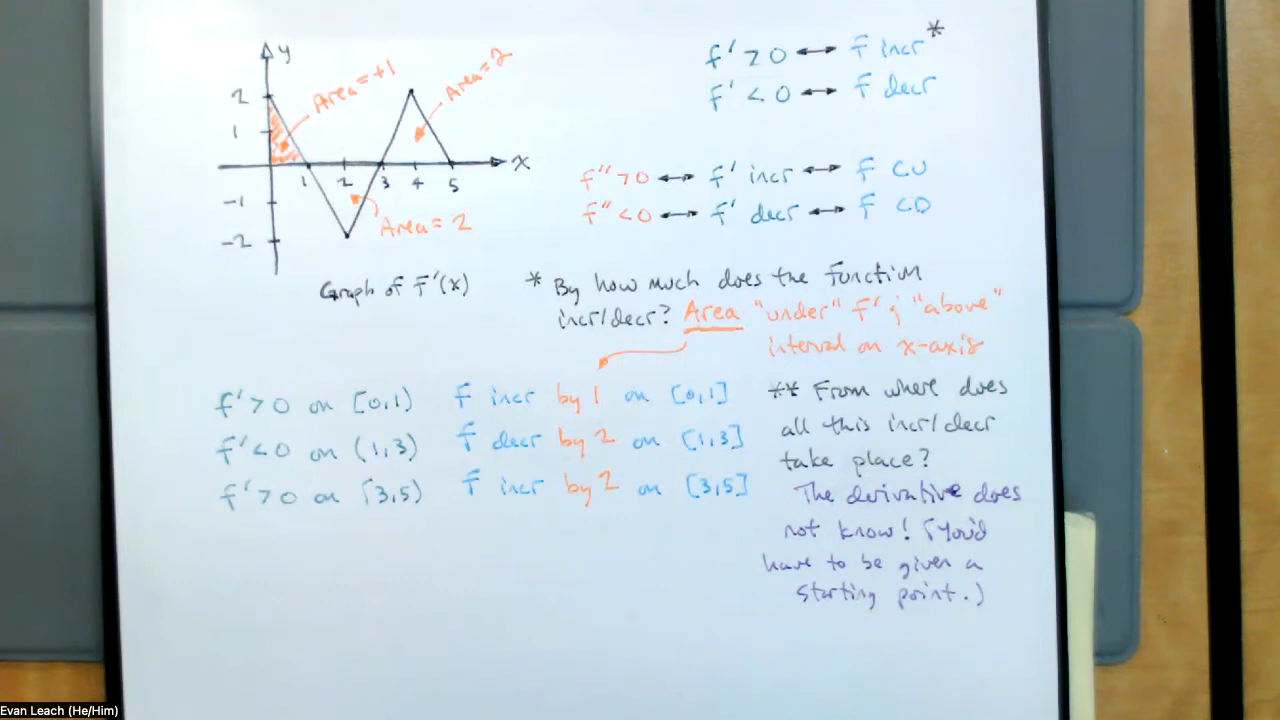 y
2
1
-1
-2
1 2 3 4 5
x
Area=+1
Area=2
Area=2
Graph of f'(x)
f' > 0 ↔ f incr*
f' < 0 ↔ f decr
f'' > 0 ↔ f' incr ↔ f CU
f'' < 0 ↔ f' decr ↔ f CD
* By how much does the function
incr/decr? Area "under" f' & "above"
interval on x-axis
f' > 0 on [0,1) f incr by 1 on [0,1]
f' < 0 on (1,3) f decr by 2 on [1,3]
f' > 0 on (3,5) f incr by 2 on [3,5]
** From where does
all this incr/decr
take place?
The derivative does
not know! (You'd
have to be given a
starting point.)
Evan Leach (He/Him)